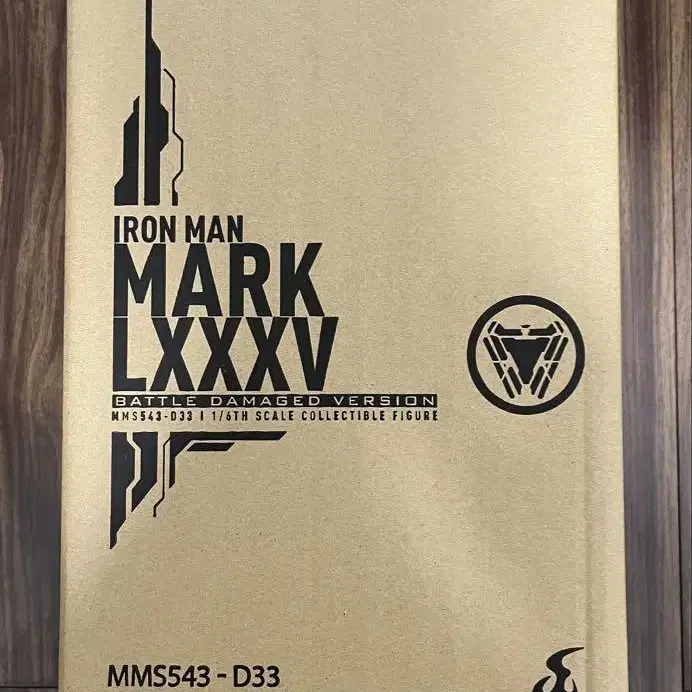 IRON MAN
MARK
LXXXV
BATTLE DAMAGED VERSION
MMS543-D33 | 1/6TH SCALE COLLECTIBLE FIGURE
MMS543 - D33